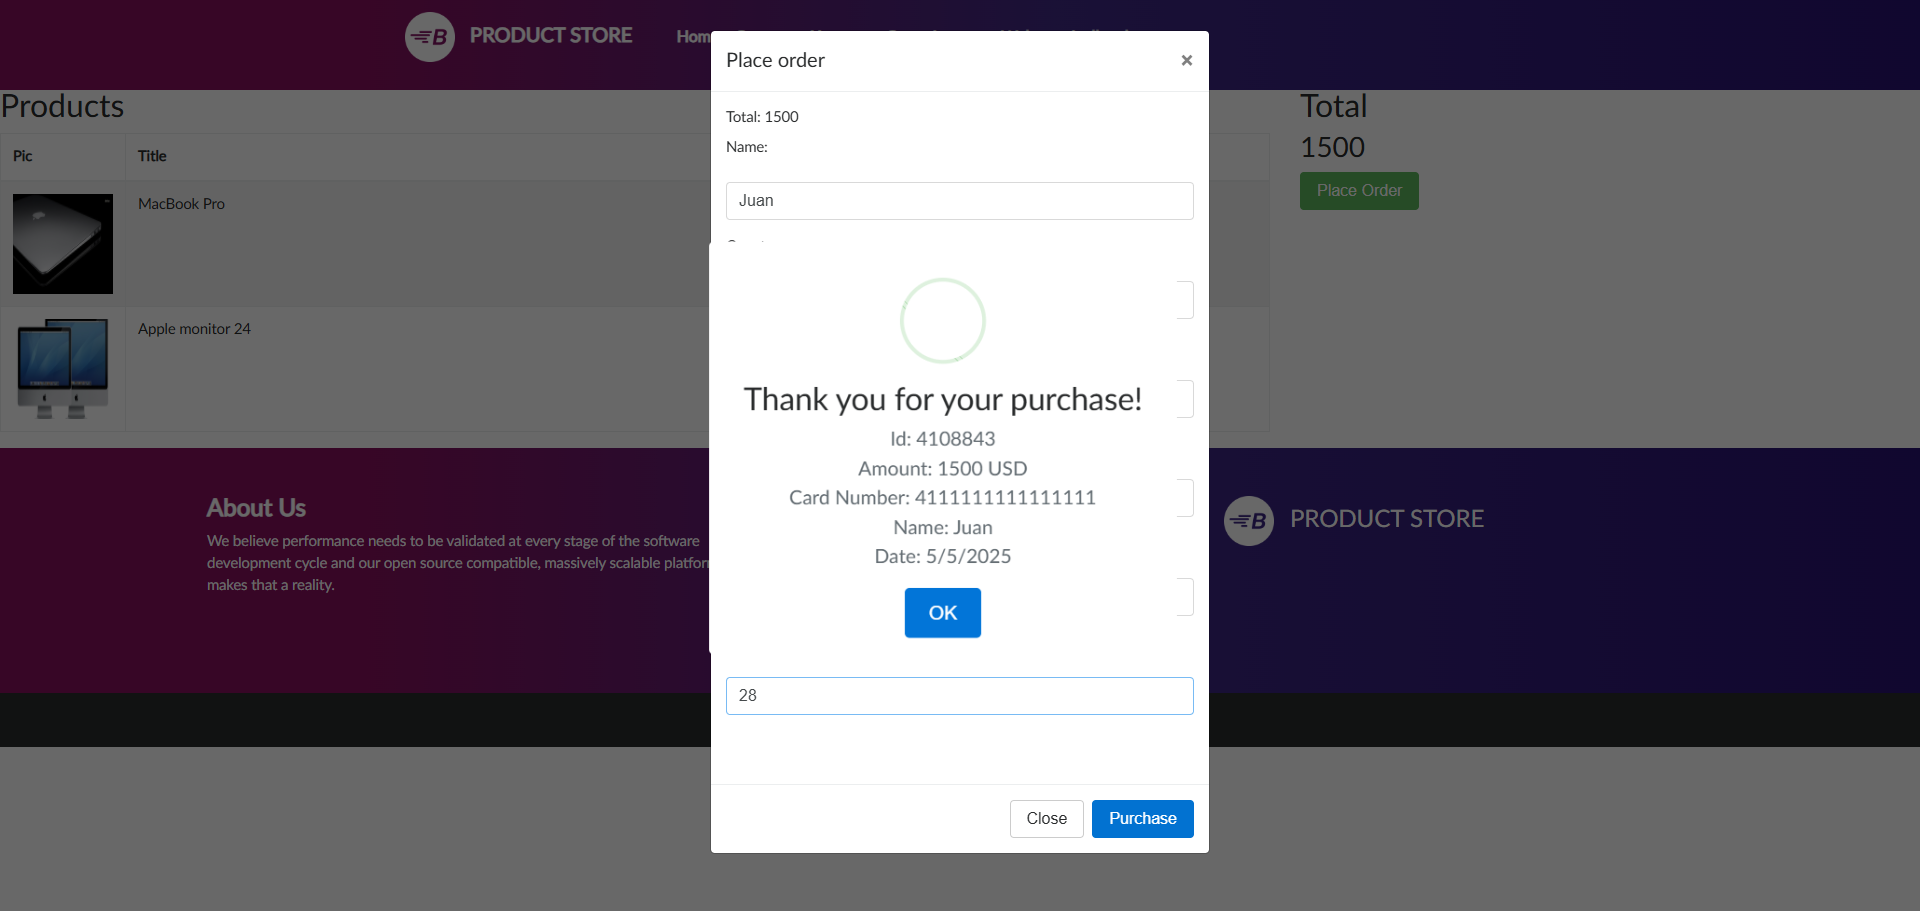 PRODUCT STORE
Hom
Place order
×
Total: 1500
Name:
Juan
Products
Pic
Title
MacBook Pro
Apple monitor 24
Total
1500
Place Order
Thank you for your purchase!
Id: 4108843
Amount: 1500 USD
Card Number: 4111111111111111
Name: Juan
Date: 5/5/2025
OK
28
Close
Purchase
About Us
We believe performance needs to be validated at every stage of the software
development cycle and our open source compatible, massively scalable platfor
makes that a reality.
B PRODUCT STORE